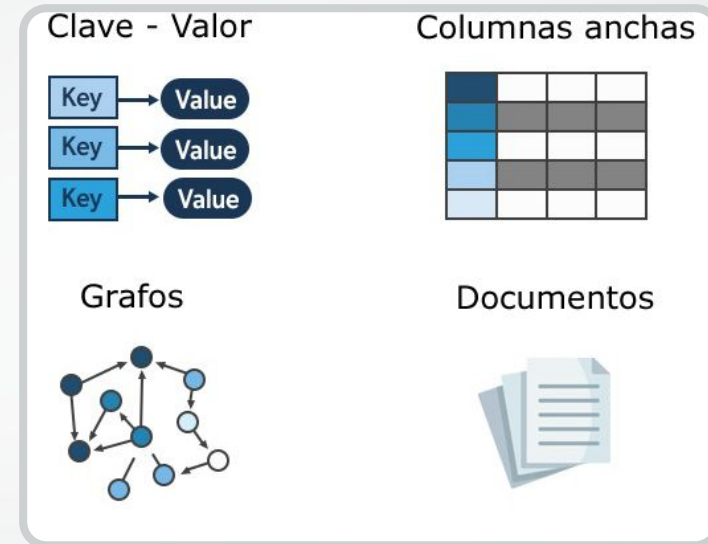 Clave - Valor
Key
Value
Key
Value
Key
Value
Columnas anchas
Grafos
Documentos